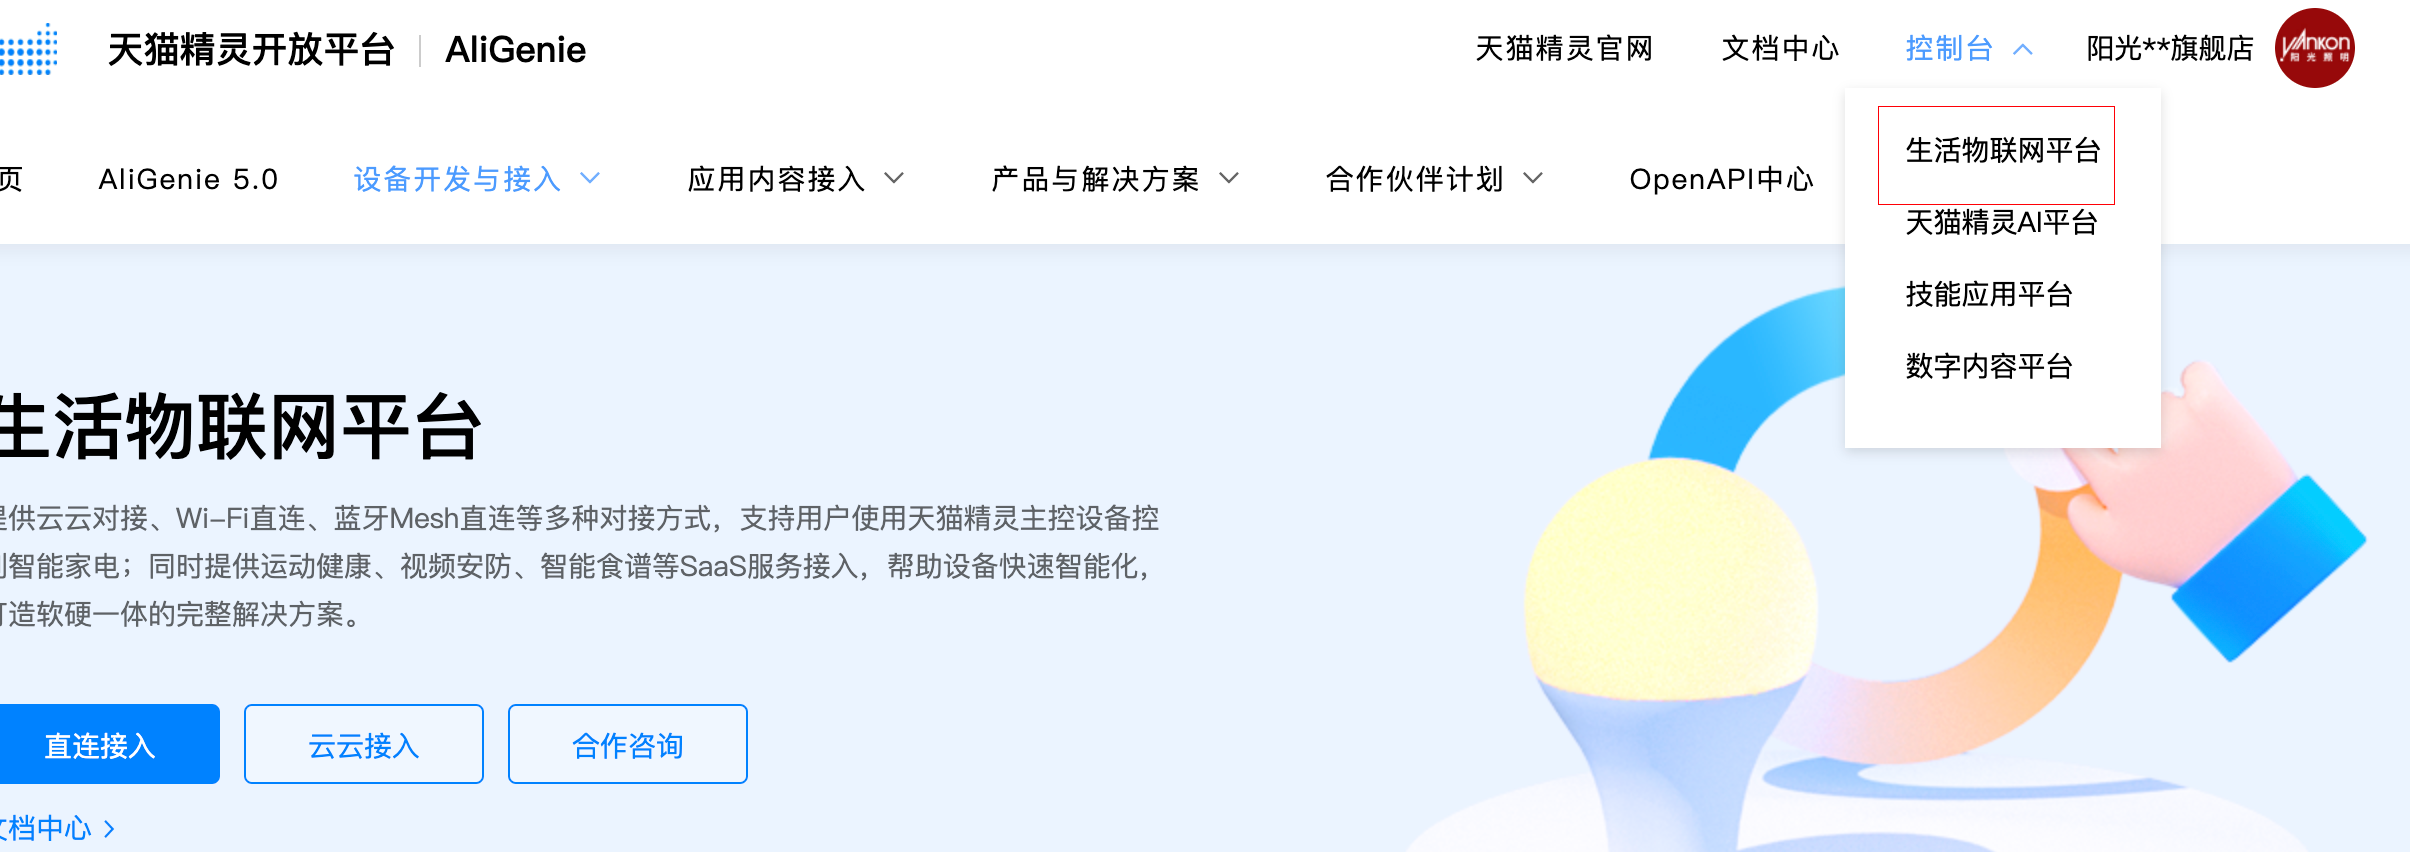 天猫精灵开放平台 | AliGenie
天猫精灵官网 文档中心 控制台 阳光**旗舰店
YANKON
阳光照明
页 AliGenie 5.0 设备开发与接入 应用内容接入 产品与解决方案 合作伙伴计划 OpenAPI中心
生活物联网平台
天猫精灵AI平台
技能应用平台
数字内容平台
生活物联网平台
提供云云对接、Wi-Fi直连、蓝牙Mesh直连等多种对接方式，支持用户使用天猫精灵主控设备控
制智能家电；同时提供运动健康、视频安防、智能食谱等SaaS服务接入，帮助设备快速智能化，
打造软硬一体的完整解决方案。
直连接入 云云接入 合作咨询
文档中心 >